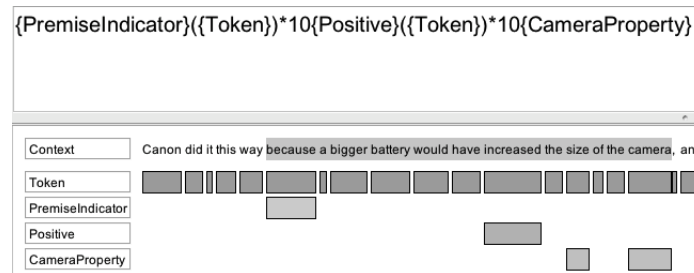 {PremiseIndicator}({Token})*10{Positive}({Token})*10{CameraProperty}
Context Canon did it this way because a bigger battery would have increased the size of the camera, an
Token
PremiseIndicator
Positive
CameraProperty